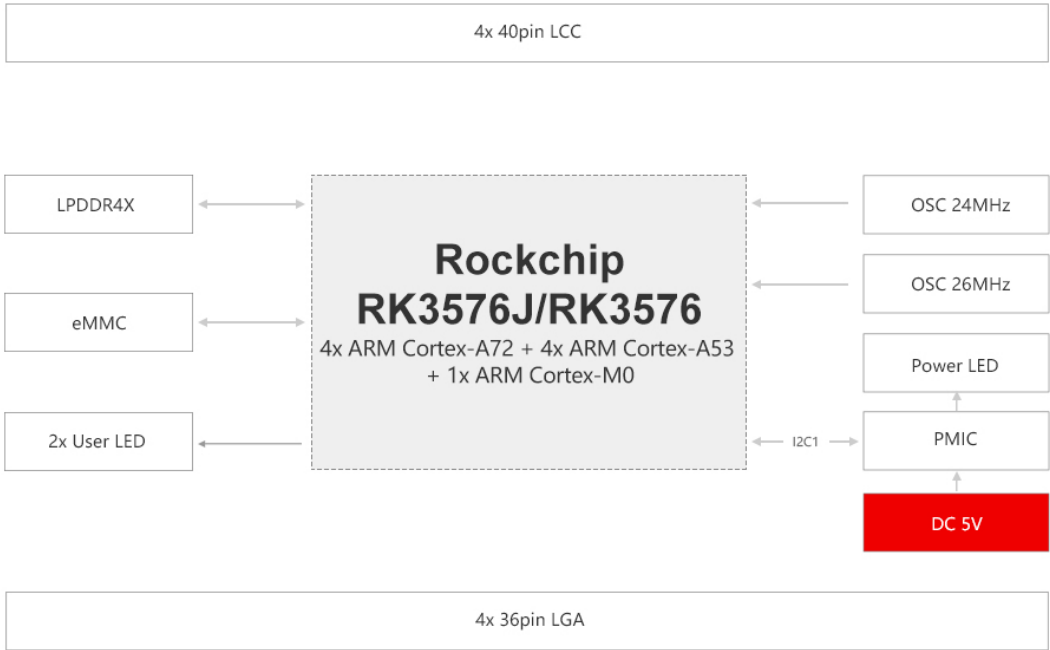 4x 40pin LCC
LPDDR4X
OSC 24MHz
Rockchip
RK3576J/RK3576
4x ARM Cortex-A72 + 4x ARM Cortex-A53
+ 1x ARM Cortex-M0
OSC 26MHz
eMMC
Power LED
2x User LED
I2C1
PMIC
DC 5V
4x 36pin LGA